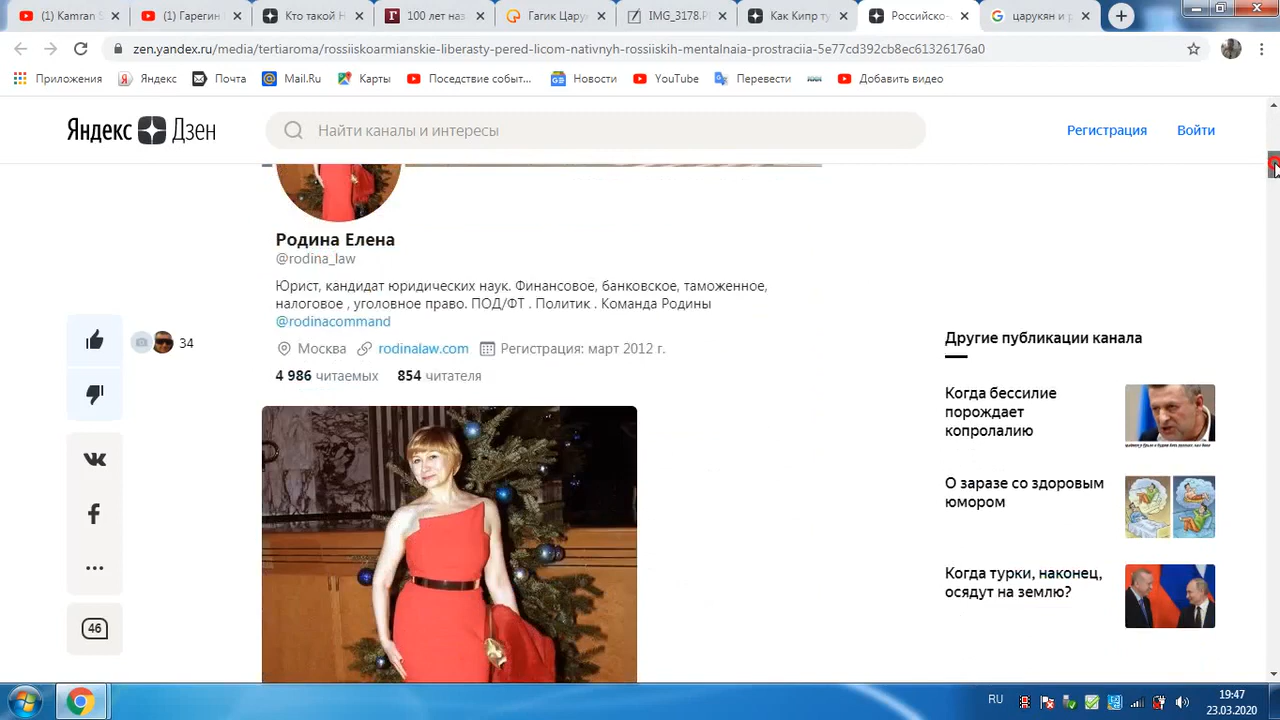 (1) Kamran S
(1) Гарегин
Кто такой Н
100 лет наз
Гагик Цару
IMG_3178.
Как Кипр ту
Российско-
царукян и р
zen.yandex.ru/media/tertiaroma/rossiiskoarmianskie-liberasty-pered-licom-nativnyh-rossiiskih-mentalnaia-prostraciia-5e77cd392cb8ec61326176a0
Приложения
Яндекс
Почта
Mail.Ru
Карты
Поседствие событ...
Новости
YouTube
Перевести
Добавить видео
Яндекс Дзен
Найти каналы и интересы
Регистрация
Войти
Родина Елена
@rodina_law
Юрист, кандидат юридических наук. Финансовое, банковское, таможенное,
налоговое , уголовное право. ПОД/ФТ . Политик . Команда Родины
@rodinacommand
34
Москва rodinalaw.com Регистрация: март 2012 г.
4 986 читаемых 854 читателя
46
Другие публикации канала
Когда бессилие
порождает
копролалию
О заразе со здоровым
юмором
Когда турки, наконец,
осядут на землю?
RU
19:47
23.03.2020